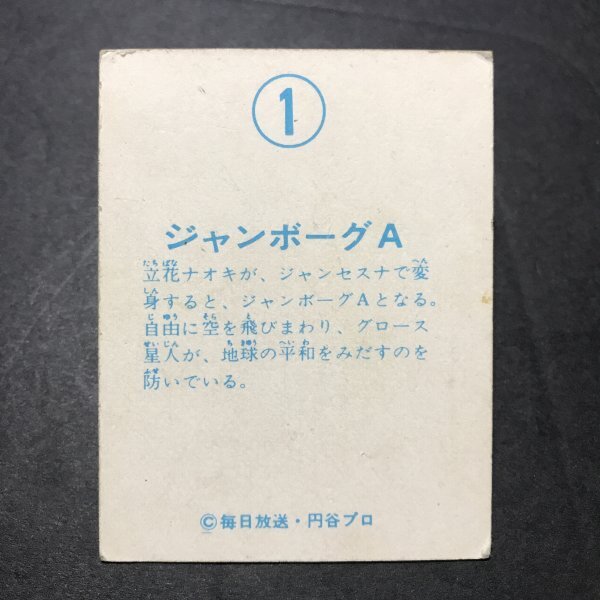 1
ジャンボーグA
立花ナオキが、ジャンセスナで変
身すると、ジャンボーグAとなる。
自由に空を飛びまわり、グロース
星人が、地球の平和をみだすのを
防いでいる。
©毎日放送・円谷プロ